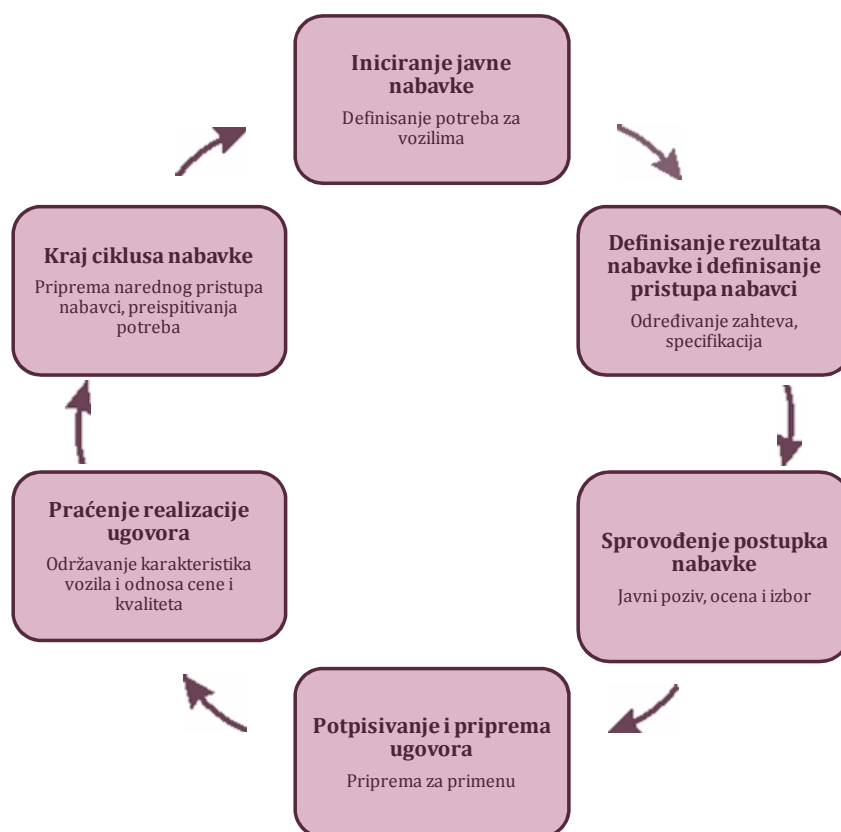 Iniciranje javne
nabavke
Definisanje potreba za
vozilima
Definisanje rezultata
nabavke i definisanje
pristupa nabavci
Određivanje zahteva,
specifikacija
Sprovođenje postupka
nabavke
Javni poziv, ocena i izbor
Potpisivanje i priprema
ugovora
Priprema za primenu
Praćenje realizacije
ugovora
Održavanje karakteristika
vozila i odnosa cene i
kvaliteta
Kraj ciklusa nabavke
Priprema narednog pristupa
nabavci, preispitivanja
potreba